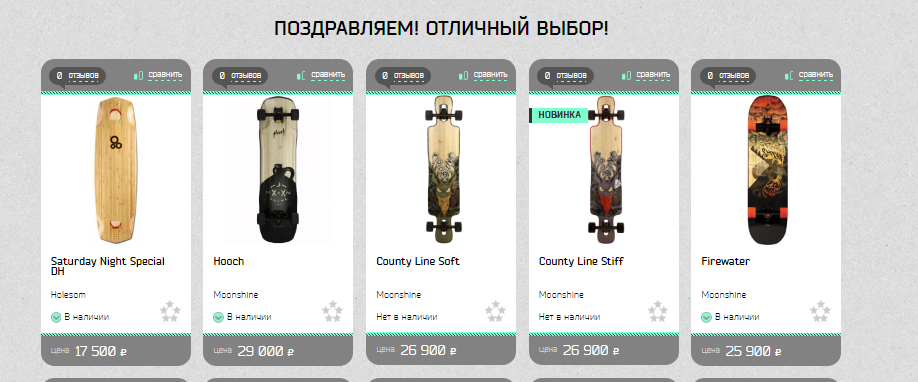 ПОЗДРАВЛЯЕМ! ОТЛИЧНЫЙ ВЫБОР!
0 отзывов сравнить
0 отзывов сравнить
0 отзывов сравнить
0 отзывов сравнить
0 отзывов сравнить
НОВИНКА
Saturday Night Special
DH
Holesom
В наличии
цена 17 500 ₽
Hooch
Moonshine
В наличии
цена 29 000 ₽
County Line Soft
Moonshine
Нет в наличии
цена 26 900 ₽
County Line Stiff
Moonshine
Нет в наличии
цена 26 900 ₽
Firewater
Moonshine
В наличии
цена 25 900 ₽